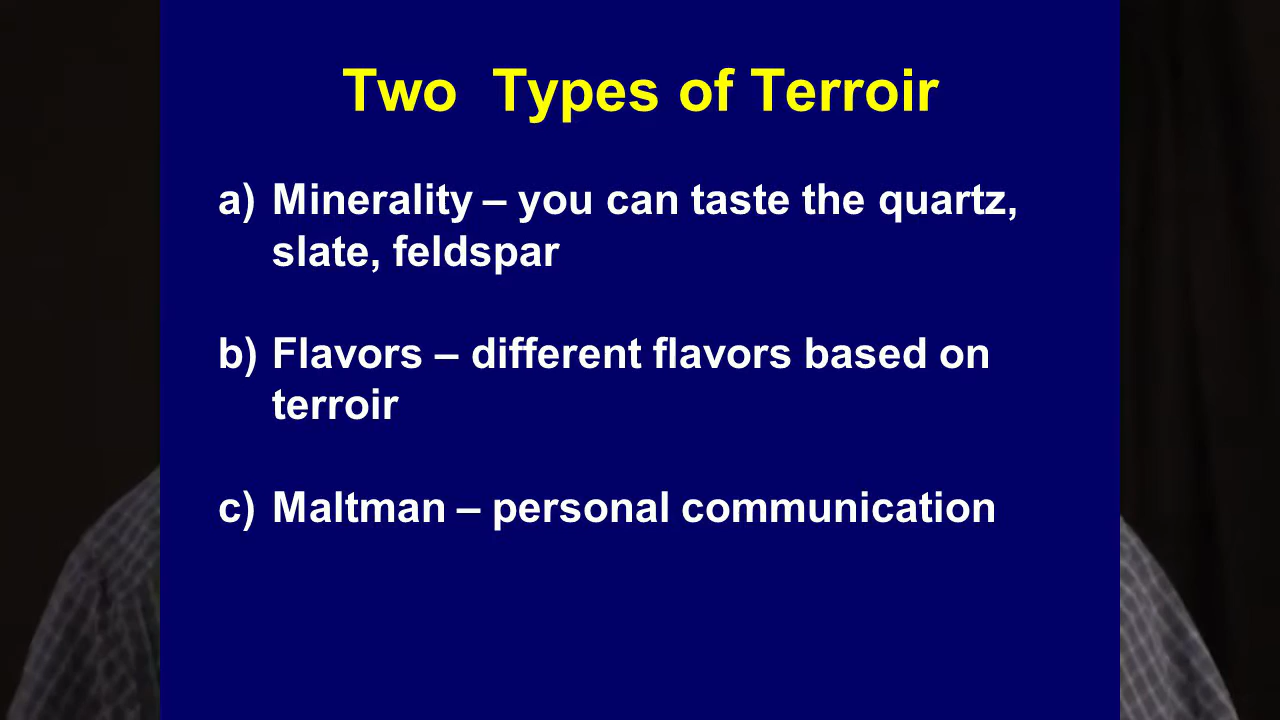 Two  Types of Terroir
a) Minerality – you can taste the quartz,
slate, feldspar
b) Flavors – different flavors based on
terroir
c) Maltman – personal communication